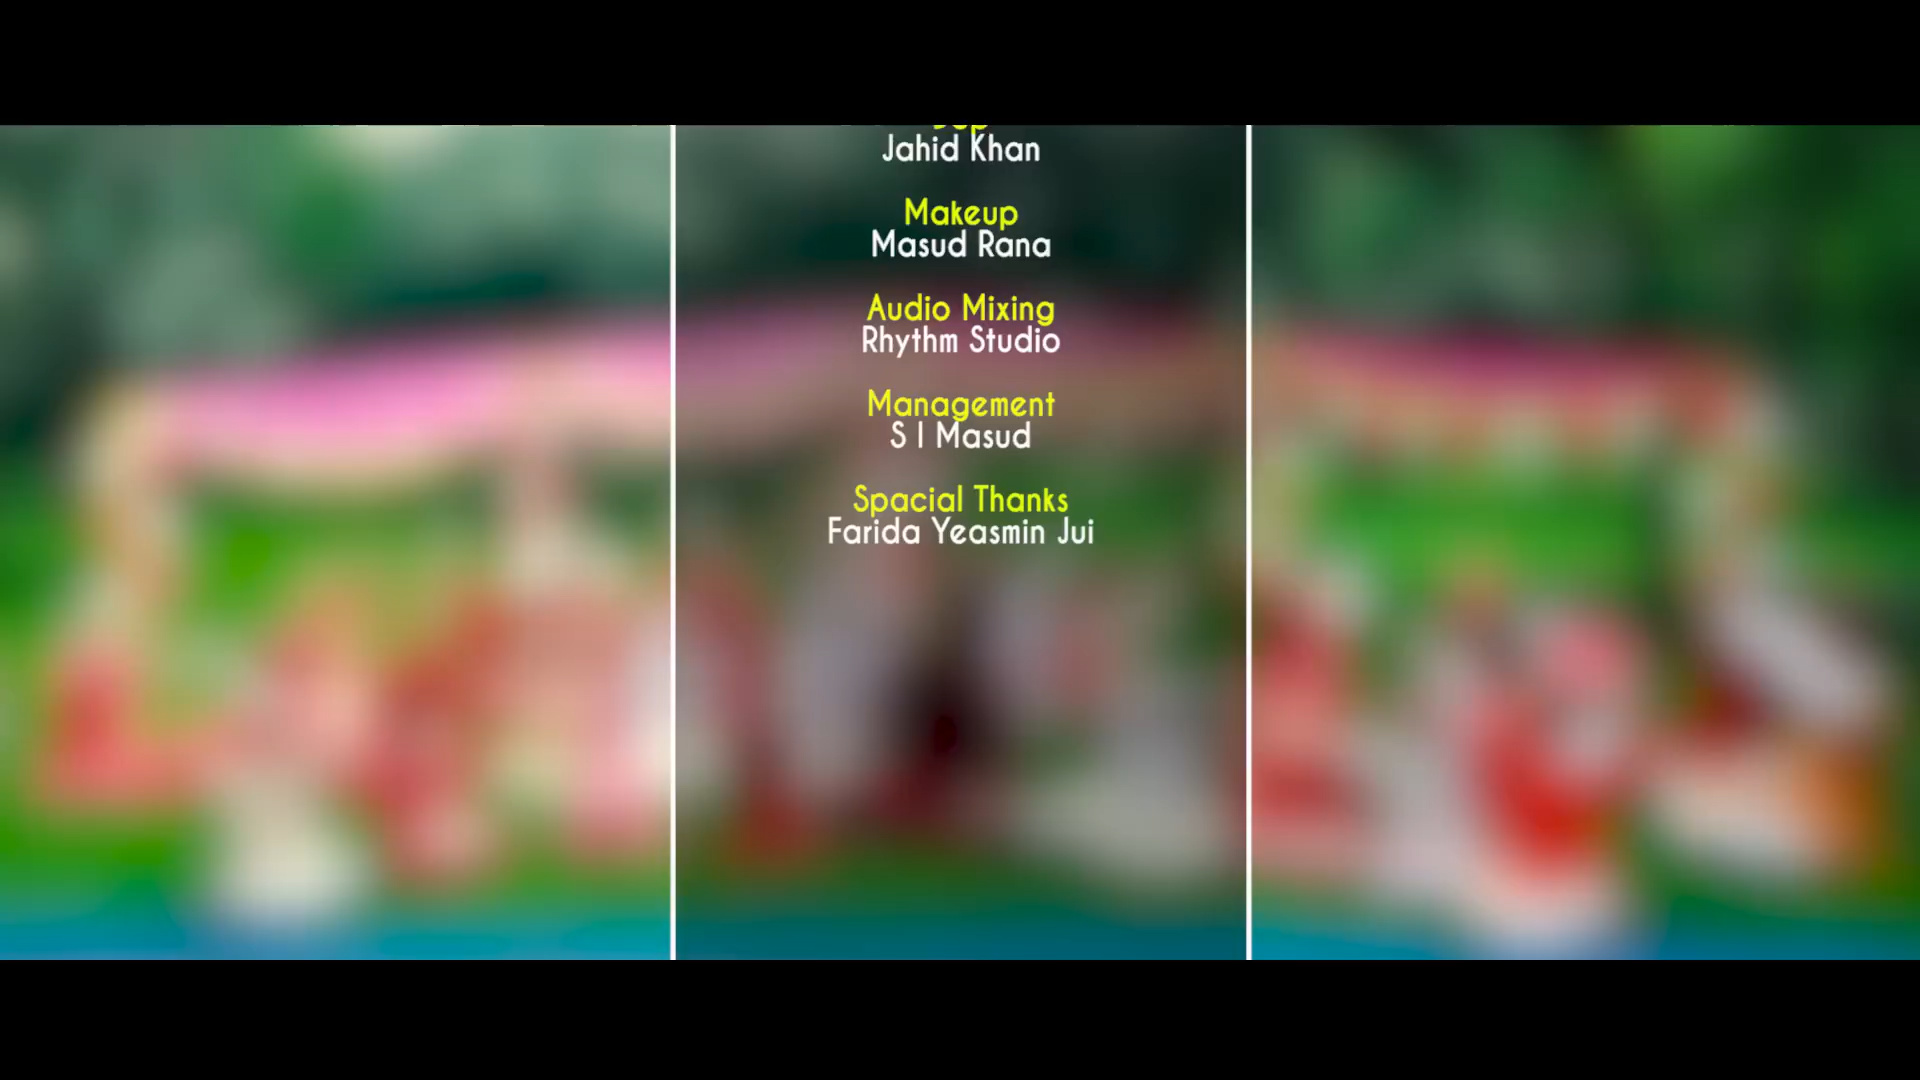 Jahid Khan
Makeup
Masud Rana
Audio Mixing
Rhythm Studio
Management
S I Masud
Spacial Thanks
Farida Yeasmin Jui